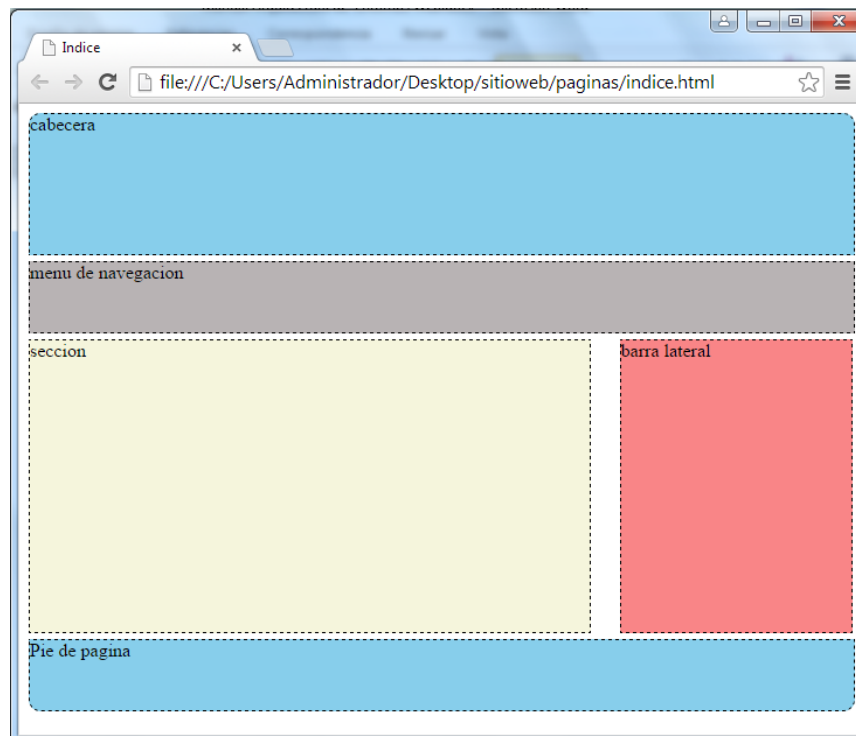 Indice
file:///C:/Users/Administrador/Desktop/sitioweb/paginas/indice.html
cabecera
menu de navegacion
seccion
barra lateral
Pie de pagina